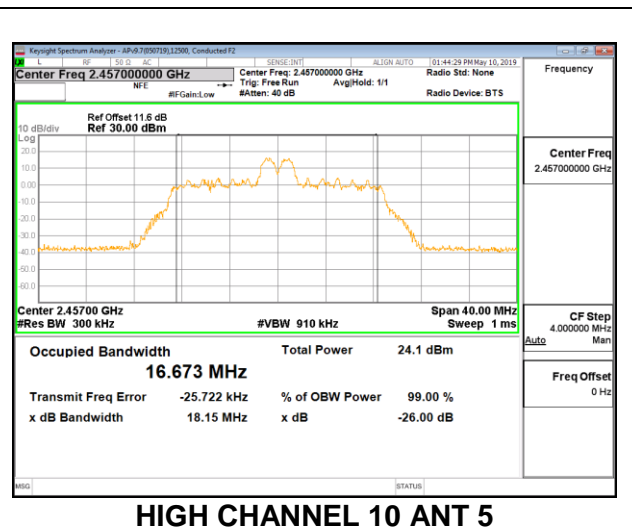 Keysight Spectrum Analyzer - APv9.7(050719),12500, Conducted F2
L RF 50 Ω AC SENSE:INT ALIGN AUTO 01:44:29 PM May 10, 2019
Center Freq 2.457000000 GHz Center Freq: 2.457000000 GHz Radio Std: None Frequency
NFE Trig: Free Run Avg|Hold: 1/1
#IFGain:Low #Atten: 40 dB Radio Device: BTS
Ref Offset 11.6 dB
10 dB/div Ref 30.00 dBm
Log
20.0
10.0
0.00
-10.0
-20.0
-30.0
-40.0
-50.0
-60.0
Center 2.45700 GHz Span 40.00 MHz
#Res BW 300 kHz #VBW 910 kHz Sweep 1 ms
Occupied Bandwidth Total Power 24.1 dBm
16.673 MHz
Transmit Freq Error -25.722 kHz % of OBW Power 99.00 %
x dB Bandwidth 18.15 MHz x dB -26.00 dB
Center Freq
2.457000000 GHz
CF Step
4.000000 MHz
Auto Man
Freq Offset
0 Hz
MSG STATUS
HIGH CHANNEL 10 ANT 5